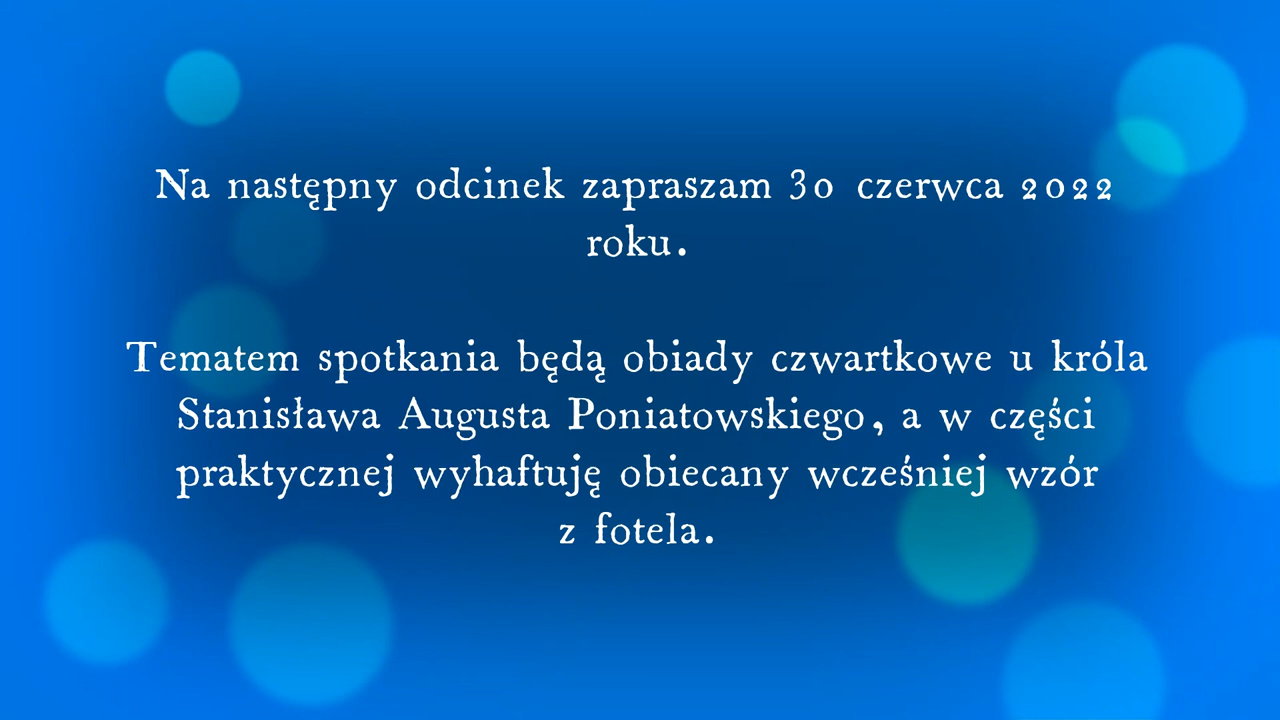 Na następny odcinek zapraszam 30 czerwca 2022
roku.
Tematem spotkania będą obiady czwartkowe u króla
Stanisława Augusta Poniatowskiego, a w części
praktycznej wyhaftuję obiecany wcześniej wzór
z fotela.